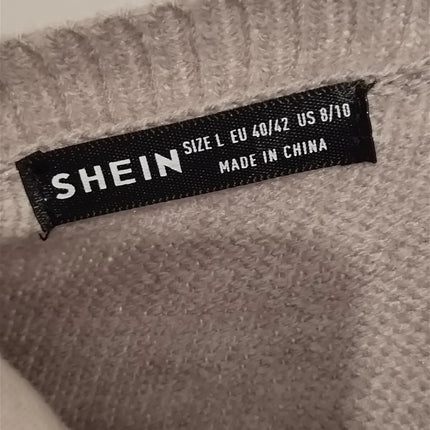 SHEIN
SIZE L EU 40/42 US 8/10
MADE IN CHINA